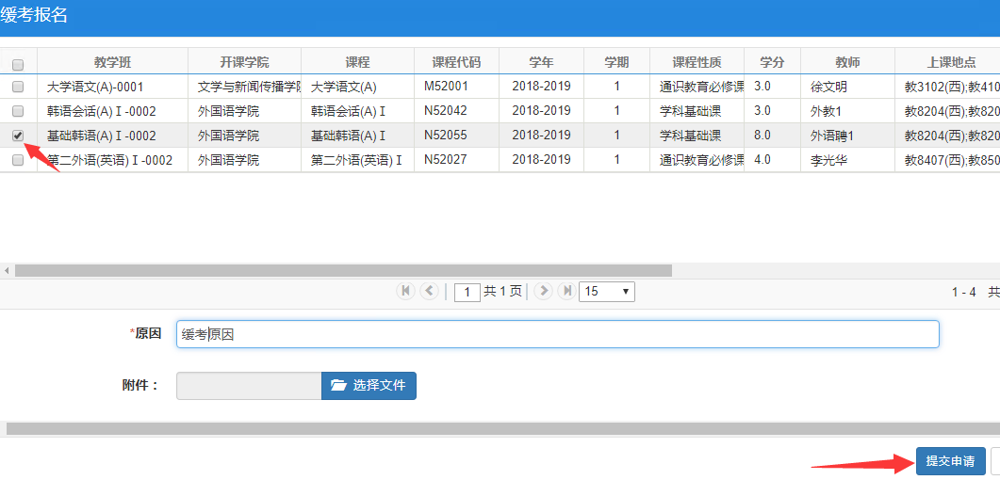 缓考报名
教学班 开课学院 课程 课程代码 学年 学期 课程性质 学分 教师 上课地点
大学语文(A)-0001 文学与新闻传播学院 大学语文(A) M52001 2018-2019 1 通识教育必修课 3.0 徐文明 教3102(西);教410
韩语会话(A)Ⅰ-0002 外国语学院 韩语会话(A)Ⅰ N52042 2018-2019 1 学科基础课 3.0 外教1 教8204(西);教820
基础韩语(A)Ⅰ-0002 外国语学院 基础韩语(A)Ⅰ N52055 2018-2019 1 学科基础课 8.0 外语聘1 教8204(西);教820
第二外语(英语)Ⅰ-0002 外国语学院 第二外语(英语)Ⅰ N52027 2018-2019 1 通识教育必修课 4.0 李光华 教8407(西);教850
1 共 1 页 15 1 - 4 共
*原因 缓考原因
附件： 选择文件
提交申请